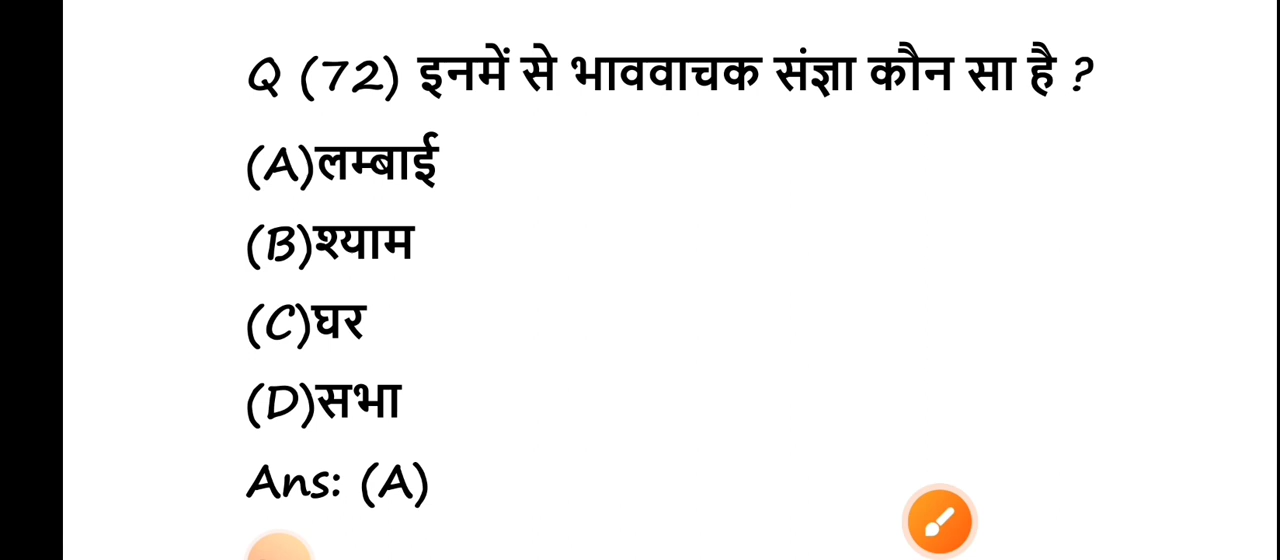 Q (72) इनमें से भाववाचक संज्ञा कौन सा है ?
(A)लम्बाई
(B)श्याम
(C)घर
(D)सभा
Ans: (A)